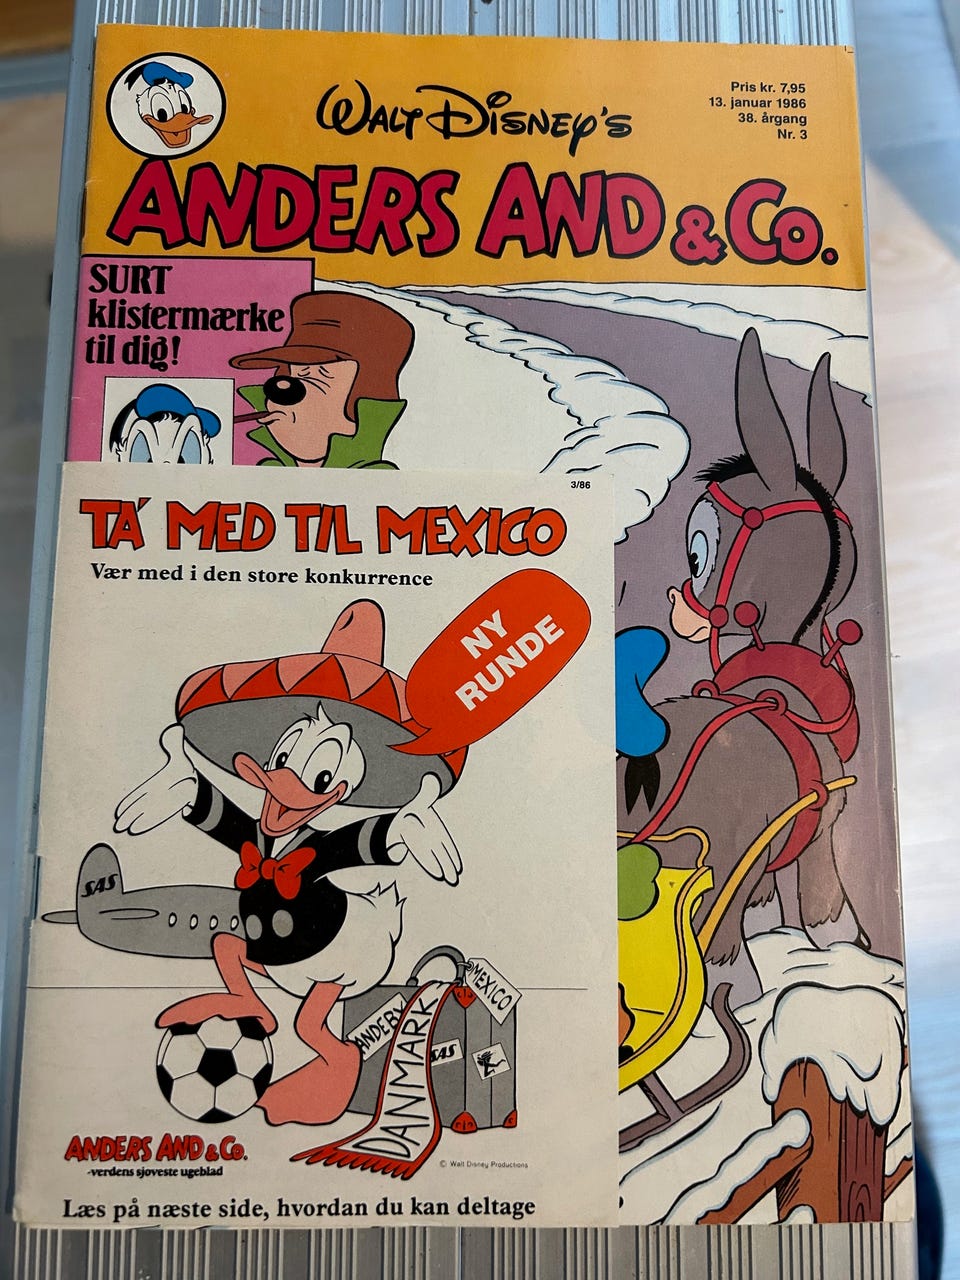 WALT DISNEY'S
Pris kr. 7,95
13. januar 1986
38. årgang
Nr. 3
ANDERS AND & Co.
SURT
klistermærke
til dig!
3/86
TA' MED TIL MEXICO
Vær med i den store konkurrence
NY
RUNDE
SAS
MEXICO
ANDEBY
DANMARK
SAS
ANDERS AND & Co.
-verdens sjoveste ugeblad
© Walt Disney Productions
Læs på næste side, hvordan du kan deltage